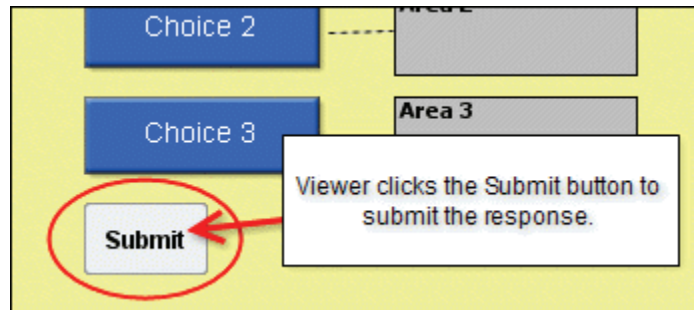 Choice 2
Area 2
Choice 3
Area 3
Viewer clicks the Submit button to
submit the response.
Submit